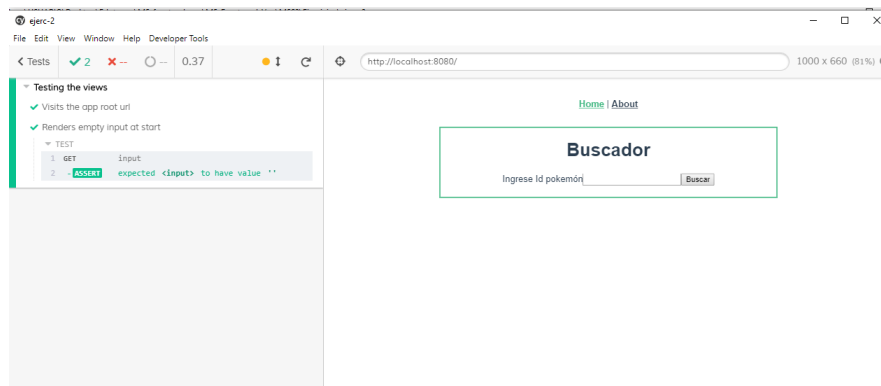 ejerc-2
File Edit View Window Help Developer Tools
< Tests ✔ 2 ✖ -- -- 0.37
http://localhost:8080/
1000 x 660 (81%)
Testing the views
Visits the app root url
Renders empty input at start
TEST
1 GET input
2 - ASSERT expected <input> to have value ''
Home | About
Buscador
Ingrese Id pokemón Buscar